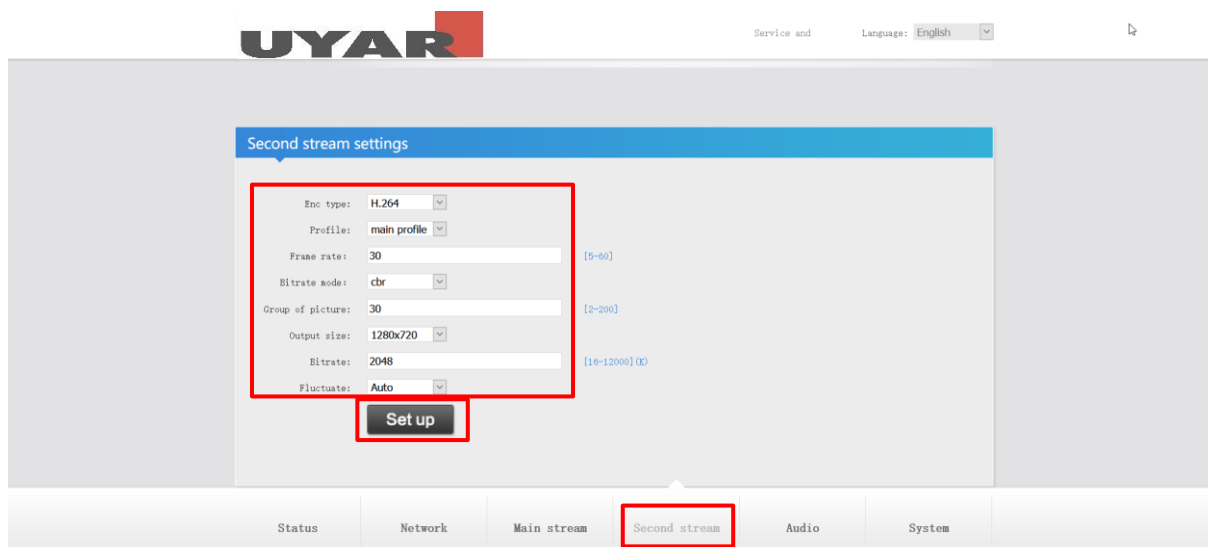 UYAR
Service and Language: English
Second stream settings
Enc type: H.264
Profile: main profile
Frame rate: 30 [5-60]
Bitrate mode: cbr
Group of picture: 30 [2-200]
Output size: 1280x720
Bitrate: 2048 [16-12000](K)
Fluctuate: Auto
Set up
Status Network Main stream Second stream Audio System